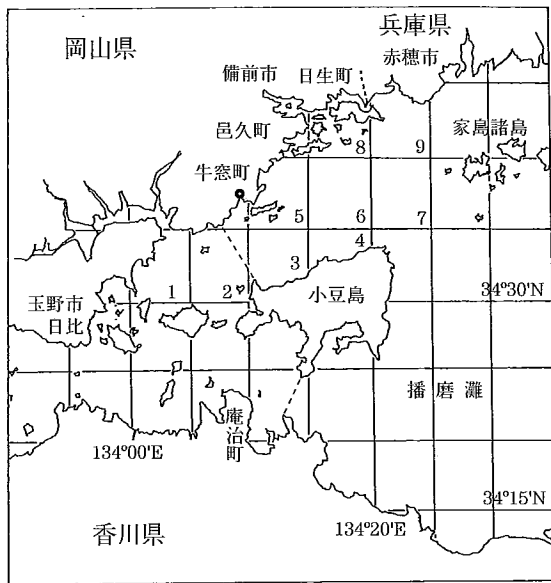 兵庫県
岡山県
赤穂市
備前市
日生町
邑久町
家島諸島
8
9
牛窓町
5
6
7
4
3
34°30'N
小豆島
1
2
玉野市
日比
播磨灘
庵治町
134°00'E
34°15'N
134°20'E
香川県